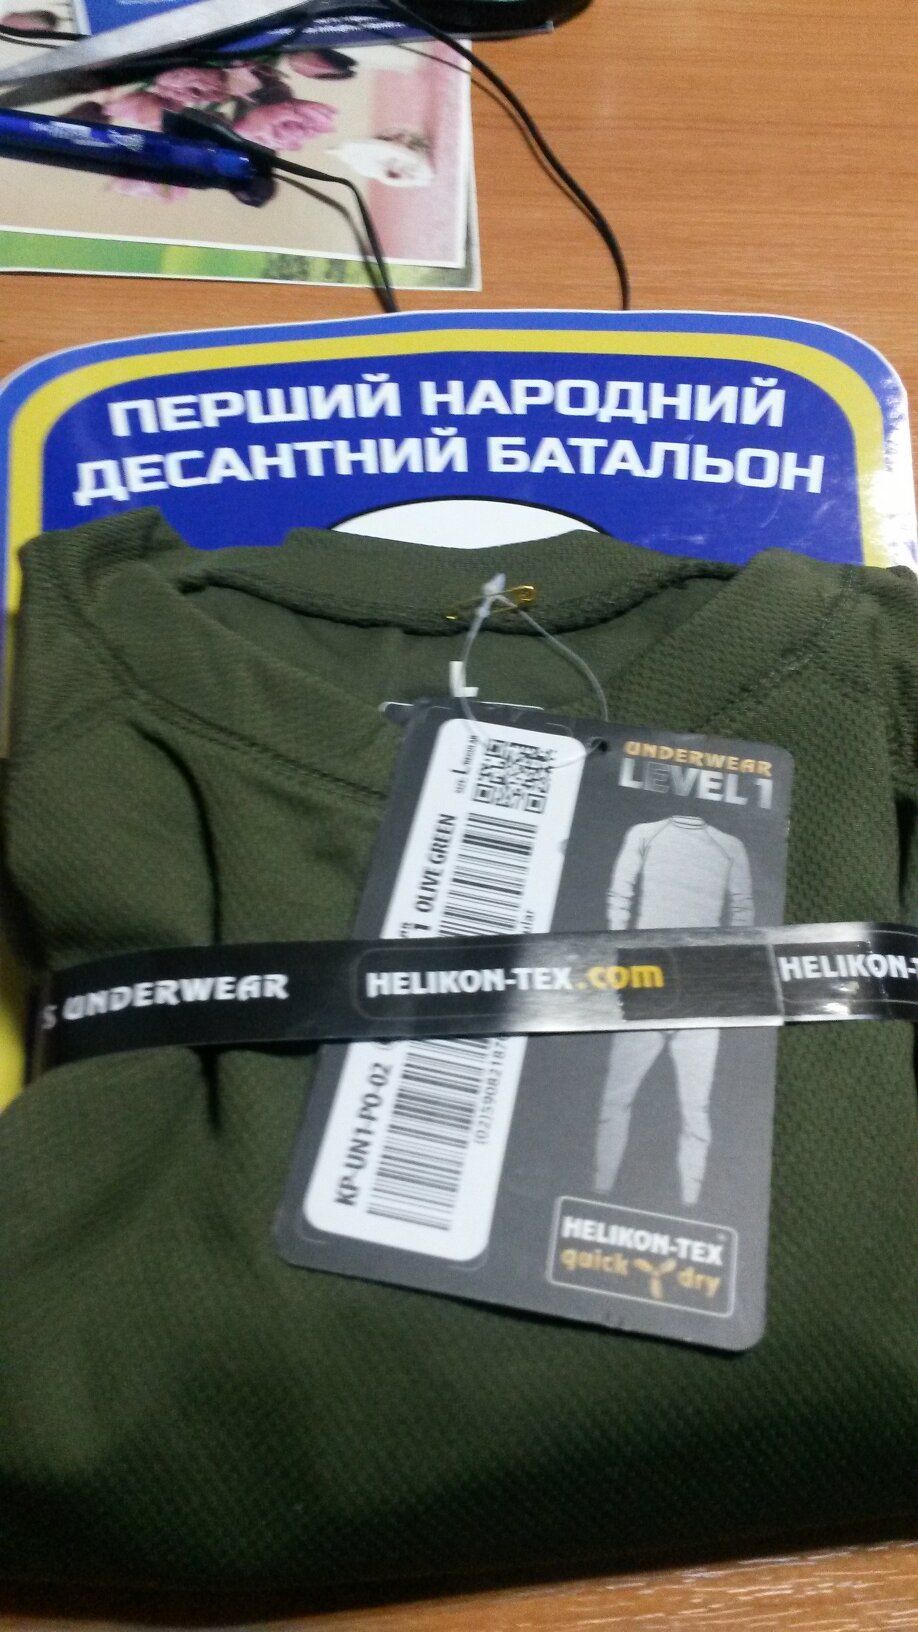 ПЕРШИЙ НАРОДНИЙ
ДЕСАНТНИЙ БАТАЛЬОН
L
UNDERWEAR
LEVEL 1
L
1 OLIVE GREEN
S UNDERWEAR
HELIKON-TEX.com
HELIKON-T
KP-UN1-PO-02
HELIKON-TEX
quick dry